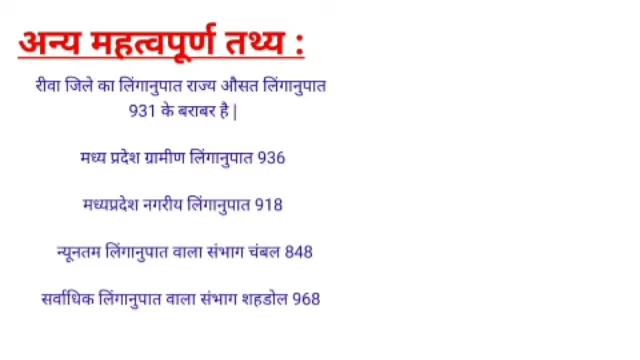 अन्य महत्वपूर्ण तथ्य :
रीवा जिले का लिंगानुपात राज्य औसत लिंगानुपात
931 के बराबर है |
मध्य प्रदेश ग्रामीण लिंगानुपात 936
मध्यप्रदेश नगरीय लिंगानुपात 918
न्यूनतम लिंगानुपात वाला संभाग चंबल 848
सर्वाधिक लिंगानुपात वाला संभाग शहडोल 968